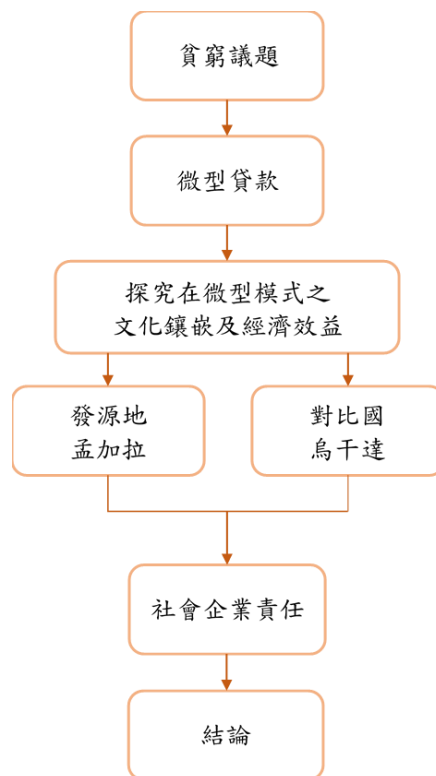 貧窮議題
微型貸款
探究在微型模式之
文化鑲嵌及經濟效益
發源地
孟加拉
對比國
烏干達
社會企業責任
結論